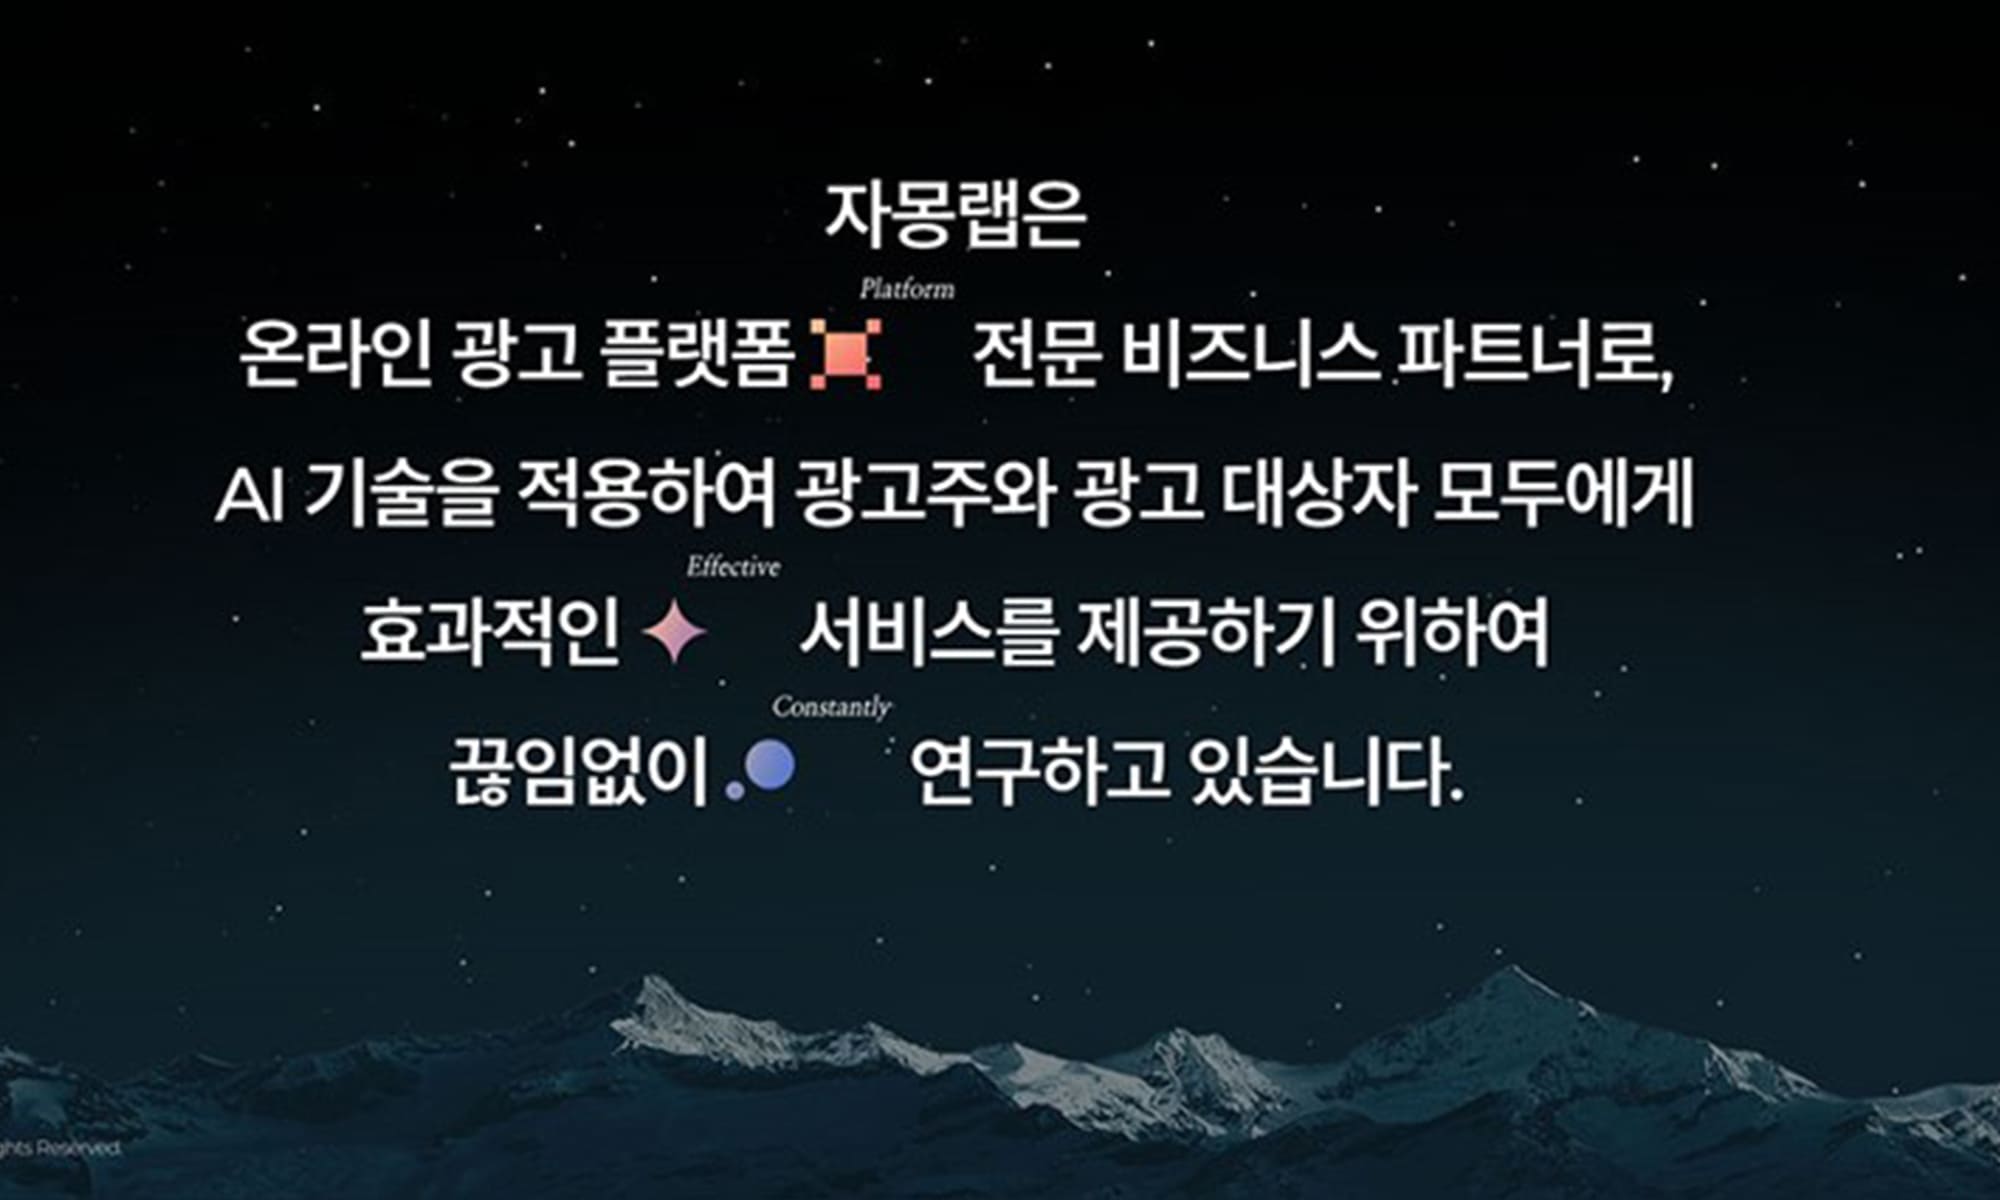 자몽랩은
Platform
온라인 광고 플랫폼 전문 비즈니스 파트너로,
AI 기술을 적용하여 광고주와 광고 대상자 모두에게
Effective
효과적인 서비스를 제공하기 위하여
Constantly
끊임없이 연구하고 있습니다.
Reserved.